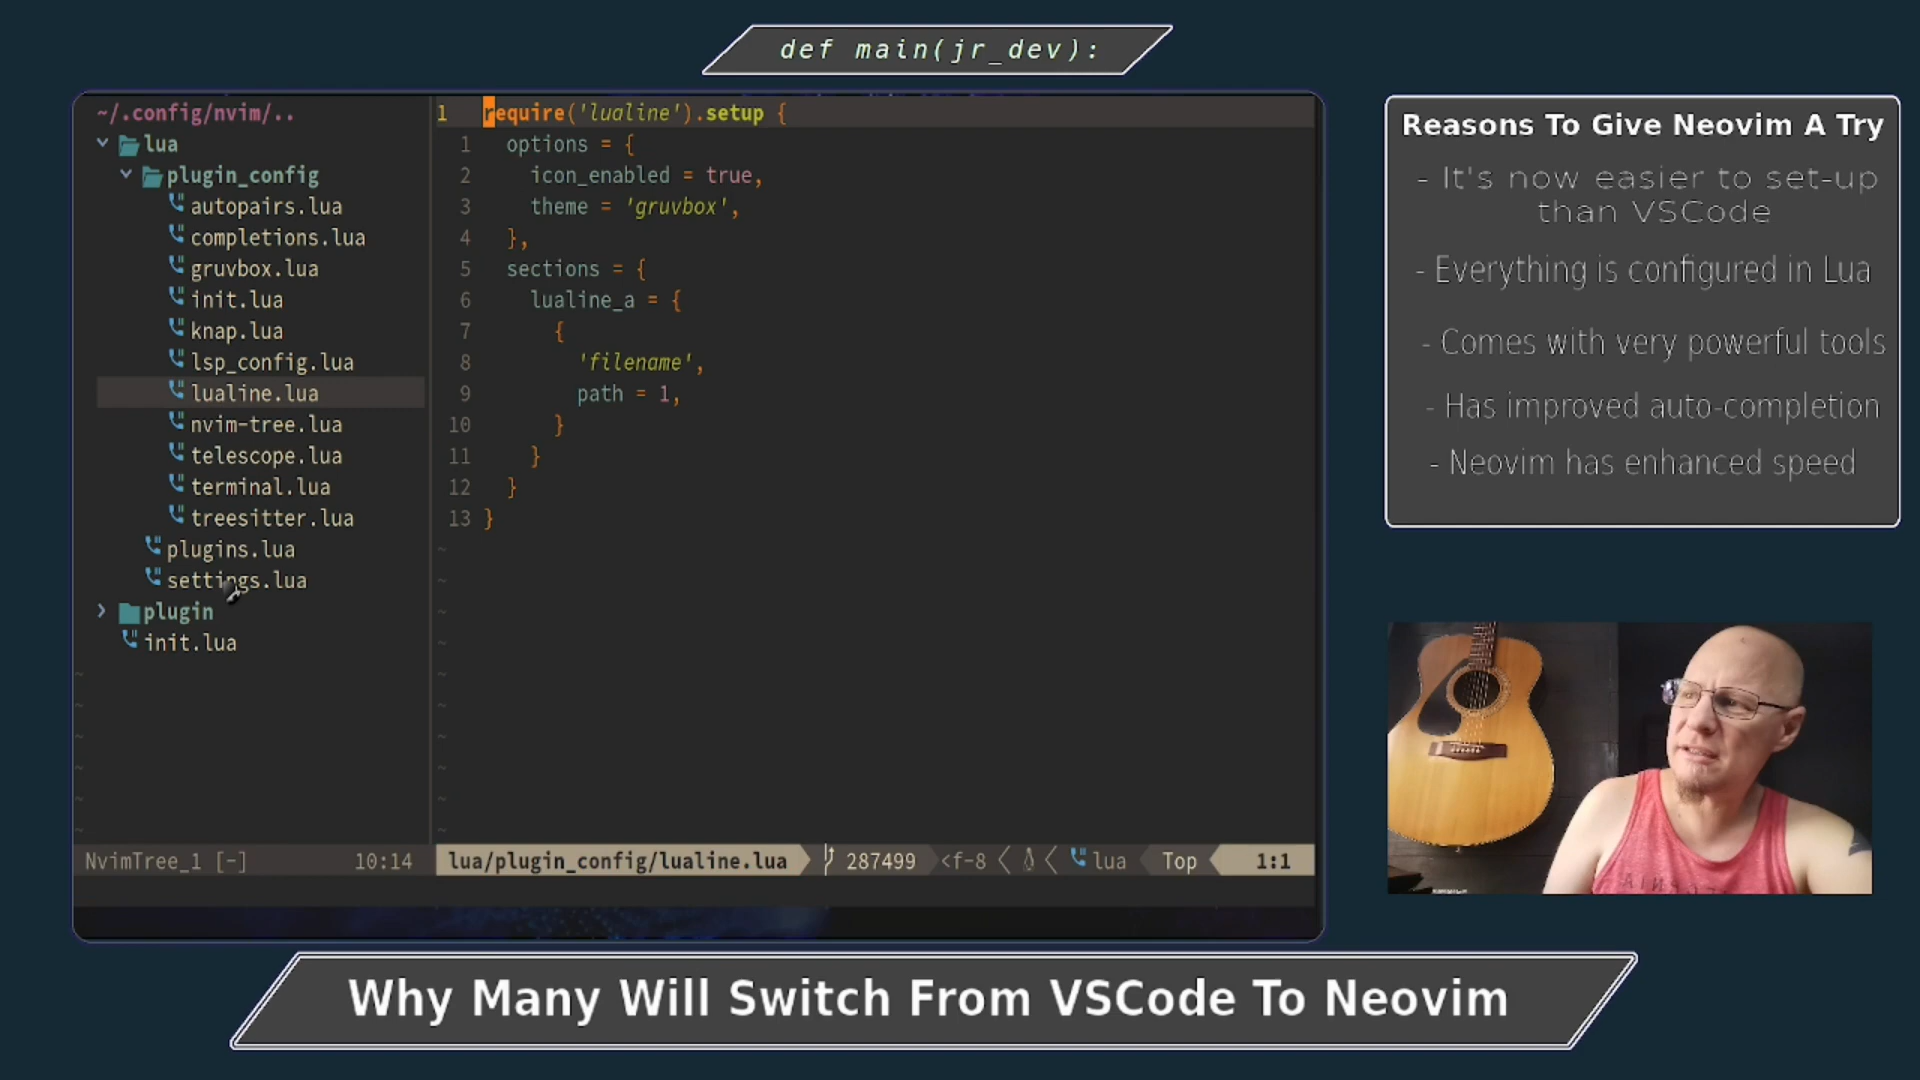 def main(jr_dev):
~/.config/nvim/..
lua
plugin_config
autopairs.lua
completions.lua
gruvbox.lua
init.lua
knap.lua
lsp_config.lua
lualine.lua
nvim-tree.lua
telescope.lua
terminal.lua
treesitter.lua
plugins.lua
settings.lua
plugin
init.lua
NvimTree_1 [-] 10:14
1 require('lualine').setup {
1 options = {
2 icon_enabled = true,
3 theme = 'gruvbox',
4 },
5 sections = {
6 lualine_a = {
7 {
8 'filename',
9 path = 1,
10 }
11 }
12 }
13 }
lua/plugin_config/lualine.lua 287499 <f-8 lua Top 1:1
Reasons To Give Neovim A Try
- It's now easier to set-up
than VSCode
- Everything is configured in Lua
- Comes with very powerful tools
- Has improved auto-completion
- Neovim has enhanced speed
Why Many Will Switch From VSCode To Neovim